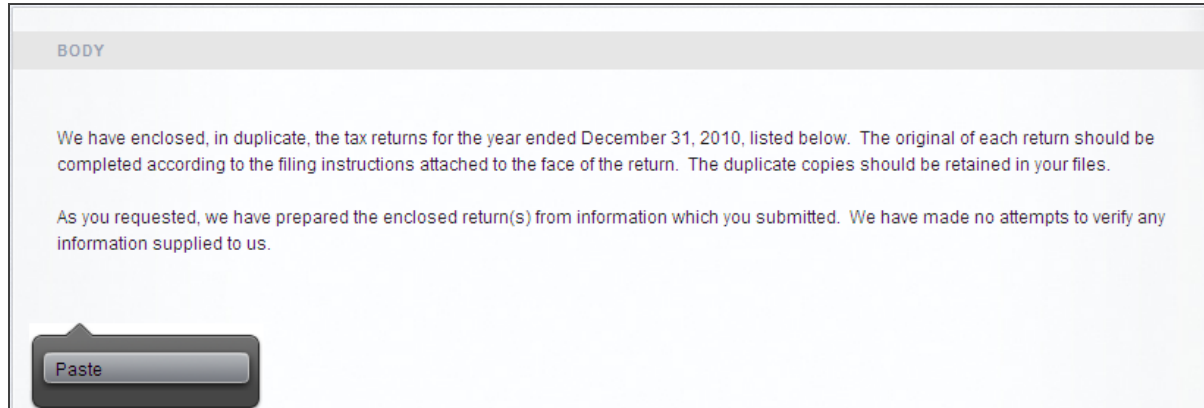 BODY
We have enclosed, in duplicate, the tax returns for the year ended December 31, 2010, listed below.  The original of each return should be
completed according to the filing instructions attached to the face of the return.  The duplicate copies should be retained in your files.
As you requested, we have prepared the enclosed return(s) from information which you submitted.  We have made no attempts to verify any
information supplied to us.
Paste